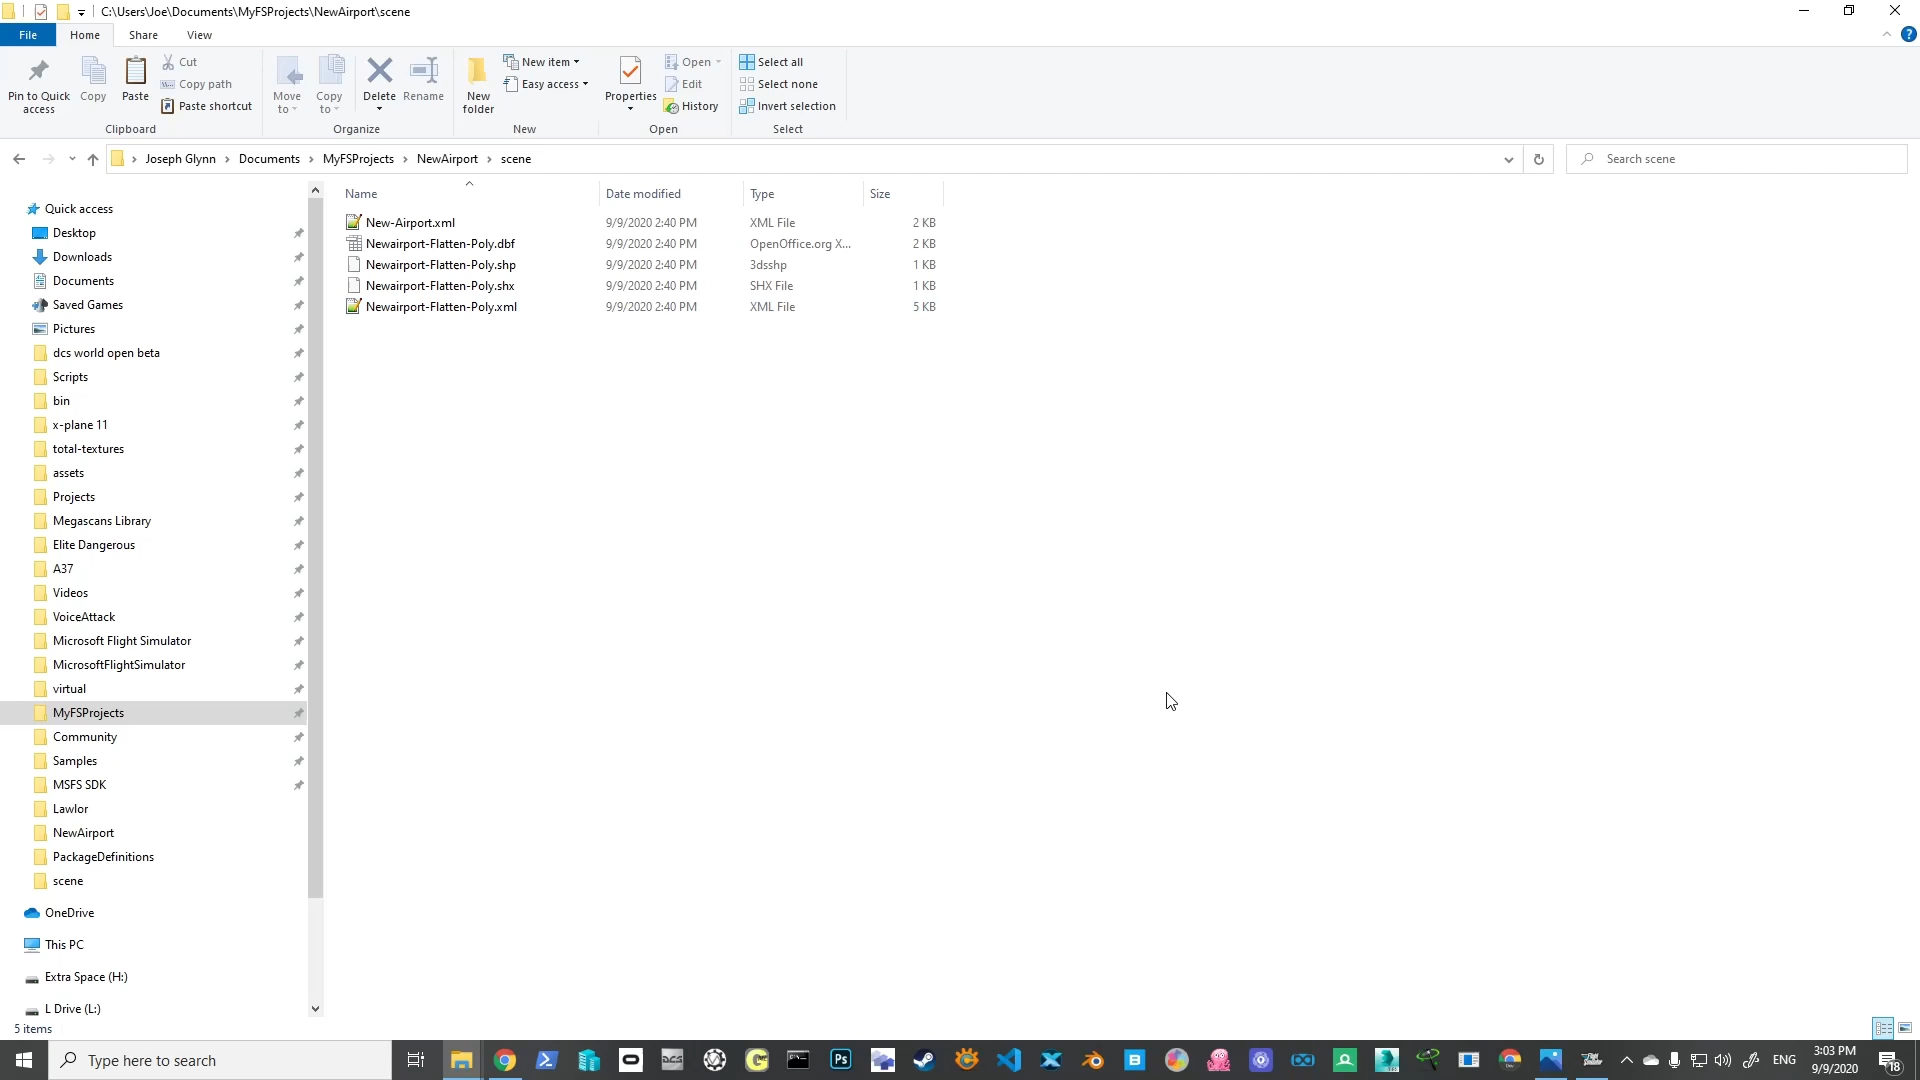 C:\Users\Joe\Documents\MyFSProjects\NewAirport\scene
File Home Share View
Pin to Quick access
Copy
Paste
Cut
Copy path
Paste shortcut
Clipboard
Move to
Copy to
Delete
Rename
Organize
New folder
New item
Easy access
New
Properties
Open
Edit
History
Open
Select all
Select none
Invert selection
Select
Joseph Glynn > Documents > MyFSProjects > NewAirport > scene
Search scene
Name Date modified Type Size
New-Airport.xml 9/9/2020 2:40 PM XML File 2 KB
Newairport-Flatten-Poly.dbf 9/9/2020 2:40 PM OpenOffice.org X... 2 KB
Newairport-Flatten-Poly.shp 9/9/2020 2:40 PM 3dsshp 1 KB
Newairport-Flatten-Poly.shx 9/9/2020 2:40 PM SHX File 1 KB
Newairport-Flatten-Poly.xml 9/9/2020 2:40 PM XML File 5 KB
Quick access
Desktop
Downloads
Documents
Saved Games
Pictures
dcs world open beta
Scripts
bin
x-plane 11
total-textures
assets
Projects
Megascans Library
Elite Dangerous
A37
Videos
VoiceAttack
Microsoft Flight Simulator
MicrosoftFlightSimulator
virtual
MyFSProjects
Community
Samples
MSFS SDK
Lawlor
NewAirport
PackageDefinitions
scene
OneDrive
This PC
Extra Space (H:)
L Drive (L:)
5 items
Type here to search
DCS
Ps
B
ENG
3:03 PM
9/9/2020
18